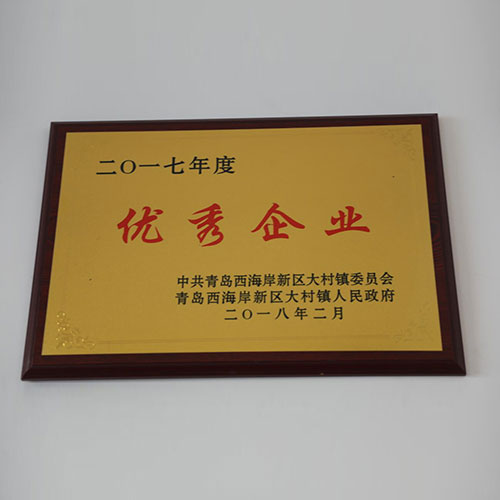 二〇一七年度
优秀企业
中共青岛西海岸新区大村镇委员会
青岛西海岸新区大村镇人民政府
二〇一八年二月